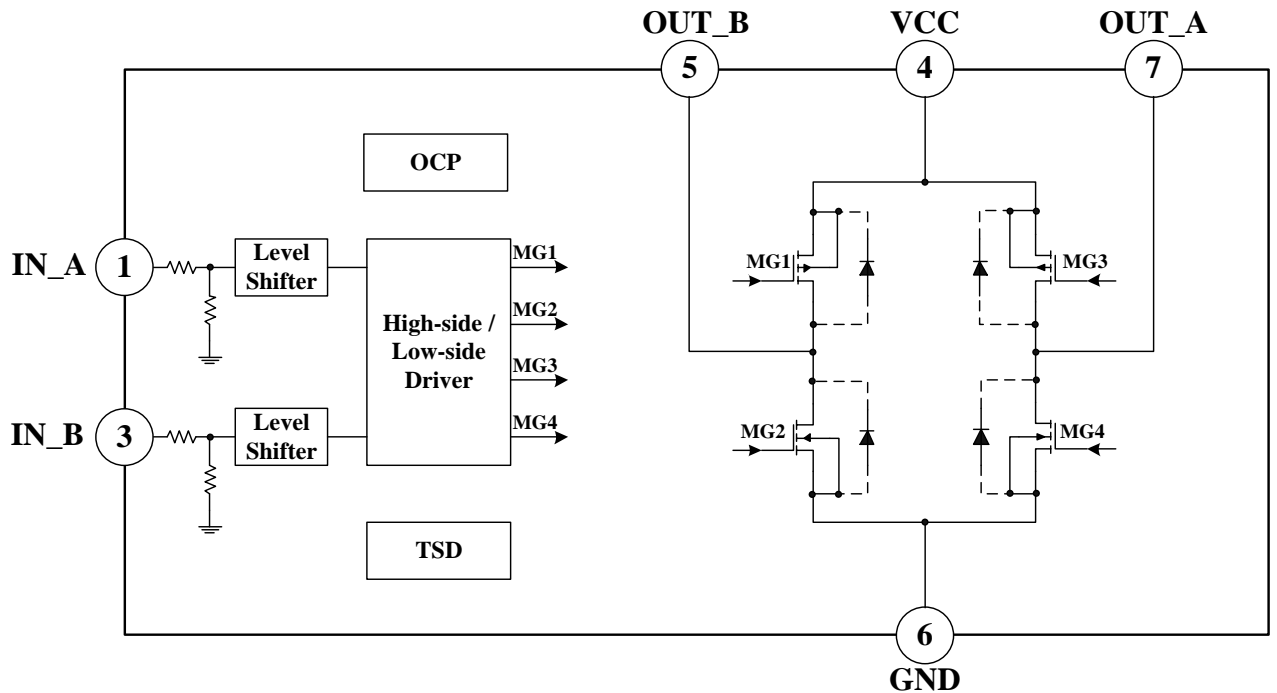 OUT_B
VCC
OUT_A
5
4
7
OCP
IN_A
1
Level
Shifter
MG1
MG2
MG3
MG4
High-side /
Low-side
Driver
IN_B
3
Level
Shifter
TSD
MG1
MG3
MG2
MG4
6
GND